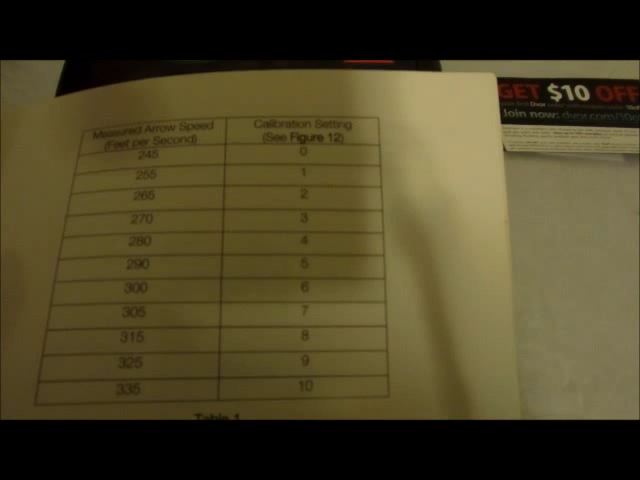 Measured Arrow Speed
(Feet per Second)
Calibration Setting
(See Figure 12)
245 0
255 1
265 2
270 3
280 4
290 5
300 6
305 7
315 8
325 9
335 10
Table 1
GET $10 OFF
Join now: